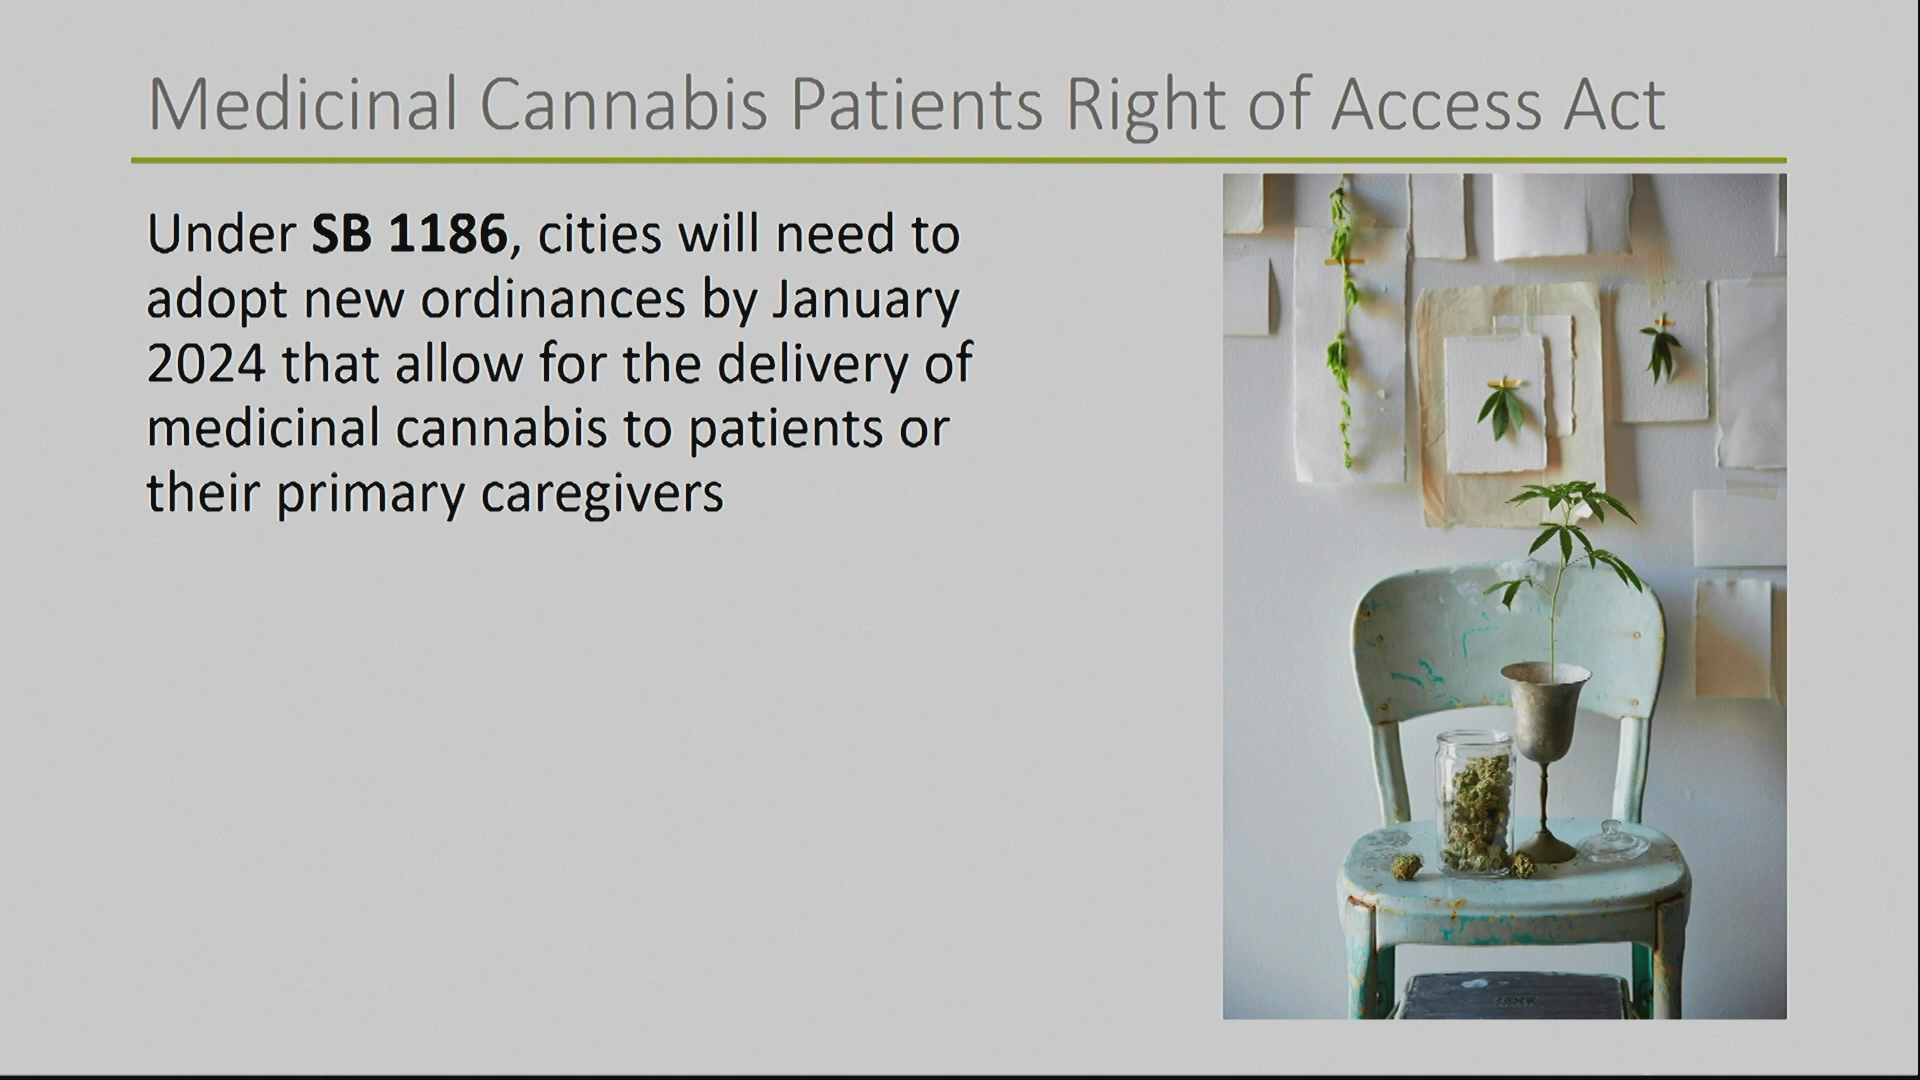 Medicinal Cannabis Patients Right of Access Act
Under SB 1186, cities will need to
adopt new ordinances by January
2024 that allow for the delivery of
medicinal cannabis to patients or
their primary caregivers